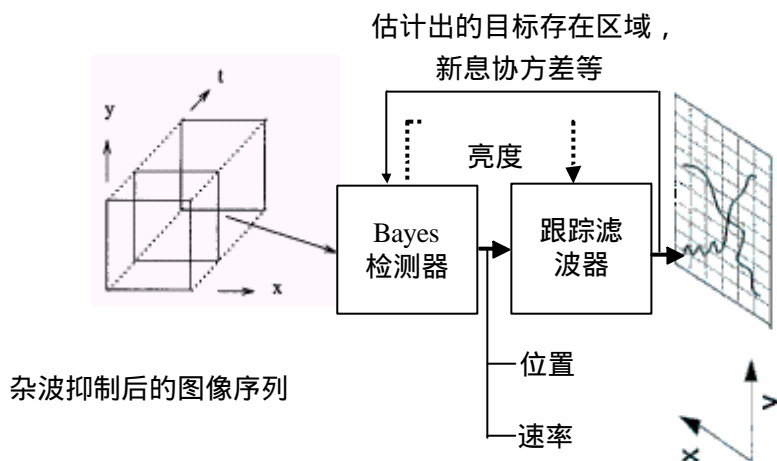 估计出的目标存在区域，
新息协方差等
t
y
x
亮度
Bayes
检测器
跟踪滤
波器
位置
速率
杂波抑制后的图像序列
x
y